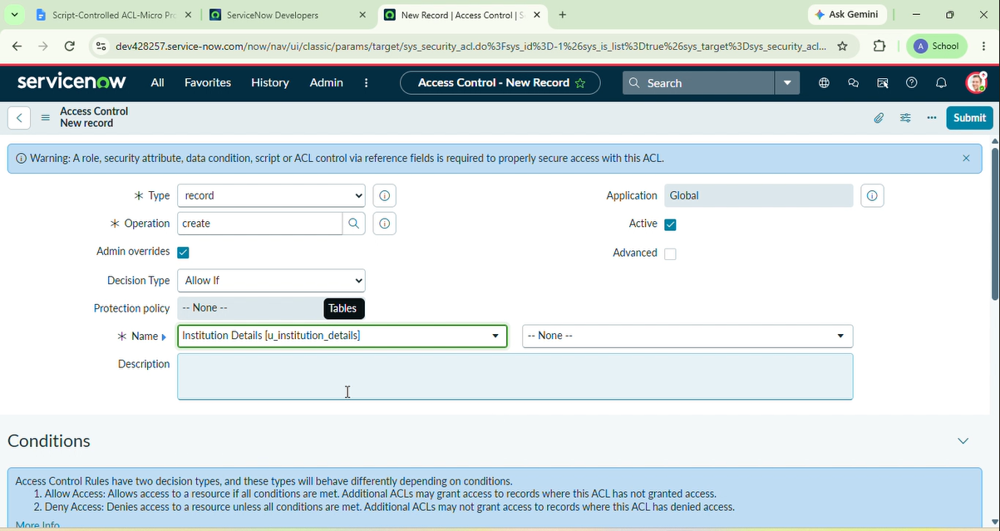 Script-Controlled ACL-Micro Pr
ServiceNow Developers
New Record | Access Control | S
Ask Gemini
dev428257.service-now.com/now/nav/ui/classic/params/target/sys_security_acl.do%3Fsys_id%3D-1%26sys_is_list%3Dtrue%26sys_target%3Dsys_security_acl...
A School
servicenow All Favorites History Admin Access Control - New Record Search
Access Control
New record
Submit
Warning: A role, security attribute, data condition, script or ACL control via reference fields is required to properly secure access with this ACL.
Type record
Application Global
Operation create
Active
Admin overrides
Advanced
Decision Type Allow If
Protection policy -- None --
Tables
Name Institution Details [u_institution_details] -- None --
Description
Conditions
Access Control Rules have two decision types, and these types will behave differently depending on conditions.
1. Allow Access: Allows access to a resource if all conditions are met. Additional ACLs may grant access to records where this ACL has not granted access.
2. Deny Access: Denies access to a resource unless all conditions are met. Additional ACLs may not grant access to records where this ACL has denied access.
More Info